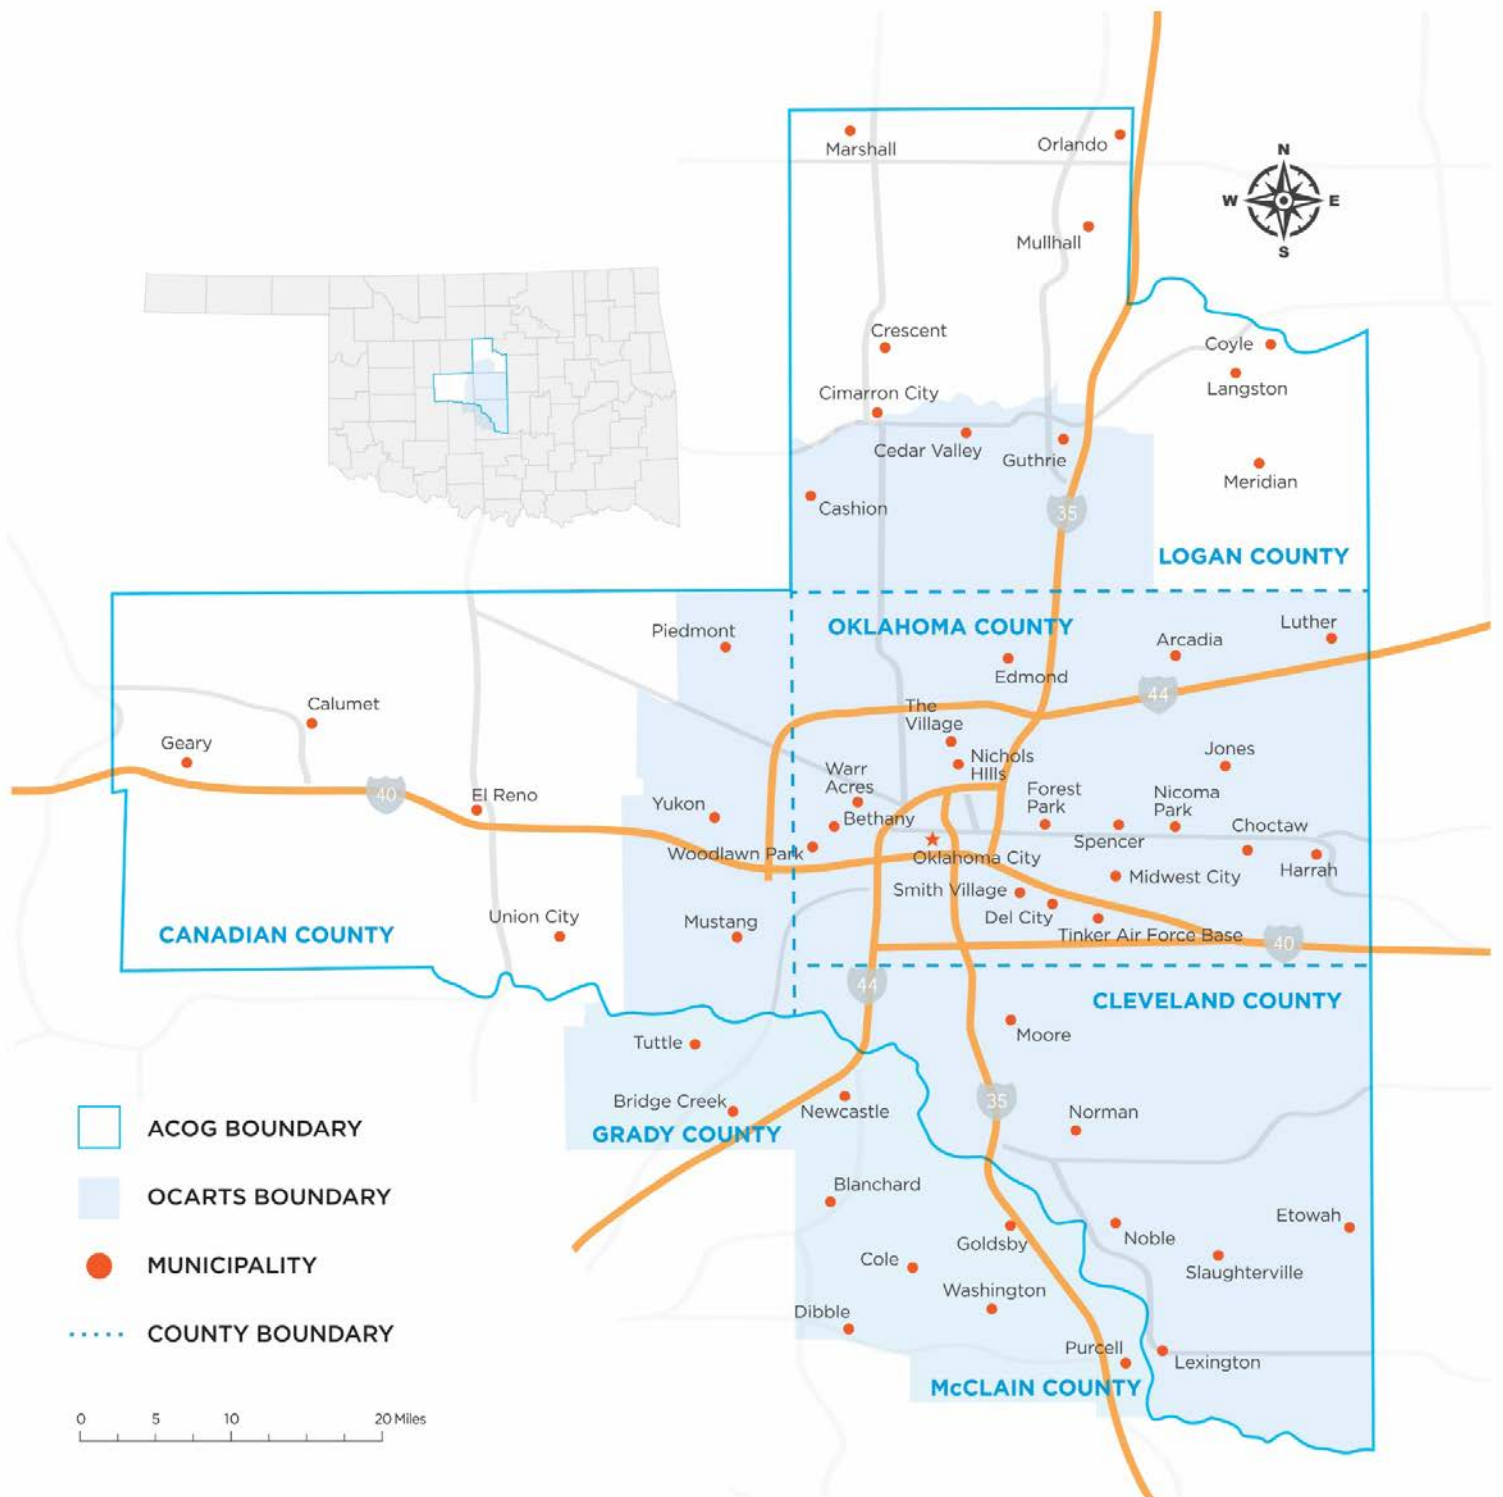 Marshall
Orlando
N
W
E
S
Mullhall
Crescent
Coyle
Cimarron City
Langston
Cedar Valley
Guthrie
Meridian
Cashion
35
LOGAN COUNTY
Piedmont
OKLAHOMA COUNTY
Luther
Arcadia
Edmond
44
Calumet
The
Village
Geary
Nichols
HIlls
Jones
Warr
Acres
40
El Reno
Yukon
Forest
Park
Nicoma
Park
Bethany
Choctaw
Spencer
Woodlawn Park
Oklahoma City
Harrah
Midwest City
Smith Village
Union City
Mustang
Del City
CANADIAN COUNTY
Tinker Air Force Base
40
44
CLEVELAND COUNTY
Moore
Tuttle
Bridge Creek
Newcastle
35
Norman
GRADY COUNTY
ACOG BOUNDARY
Blanchard
OCARTS BOUNDARY
Etowah
Goldsby
Noble
Cole
Slaughterville
MUNICIPALITY
Washington
Dibble
COUNTY BOUNDARY
Purcell
Lexington
McCLAIN COUNTY
0 5 10 20 Miles